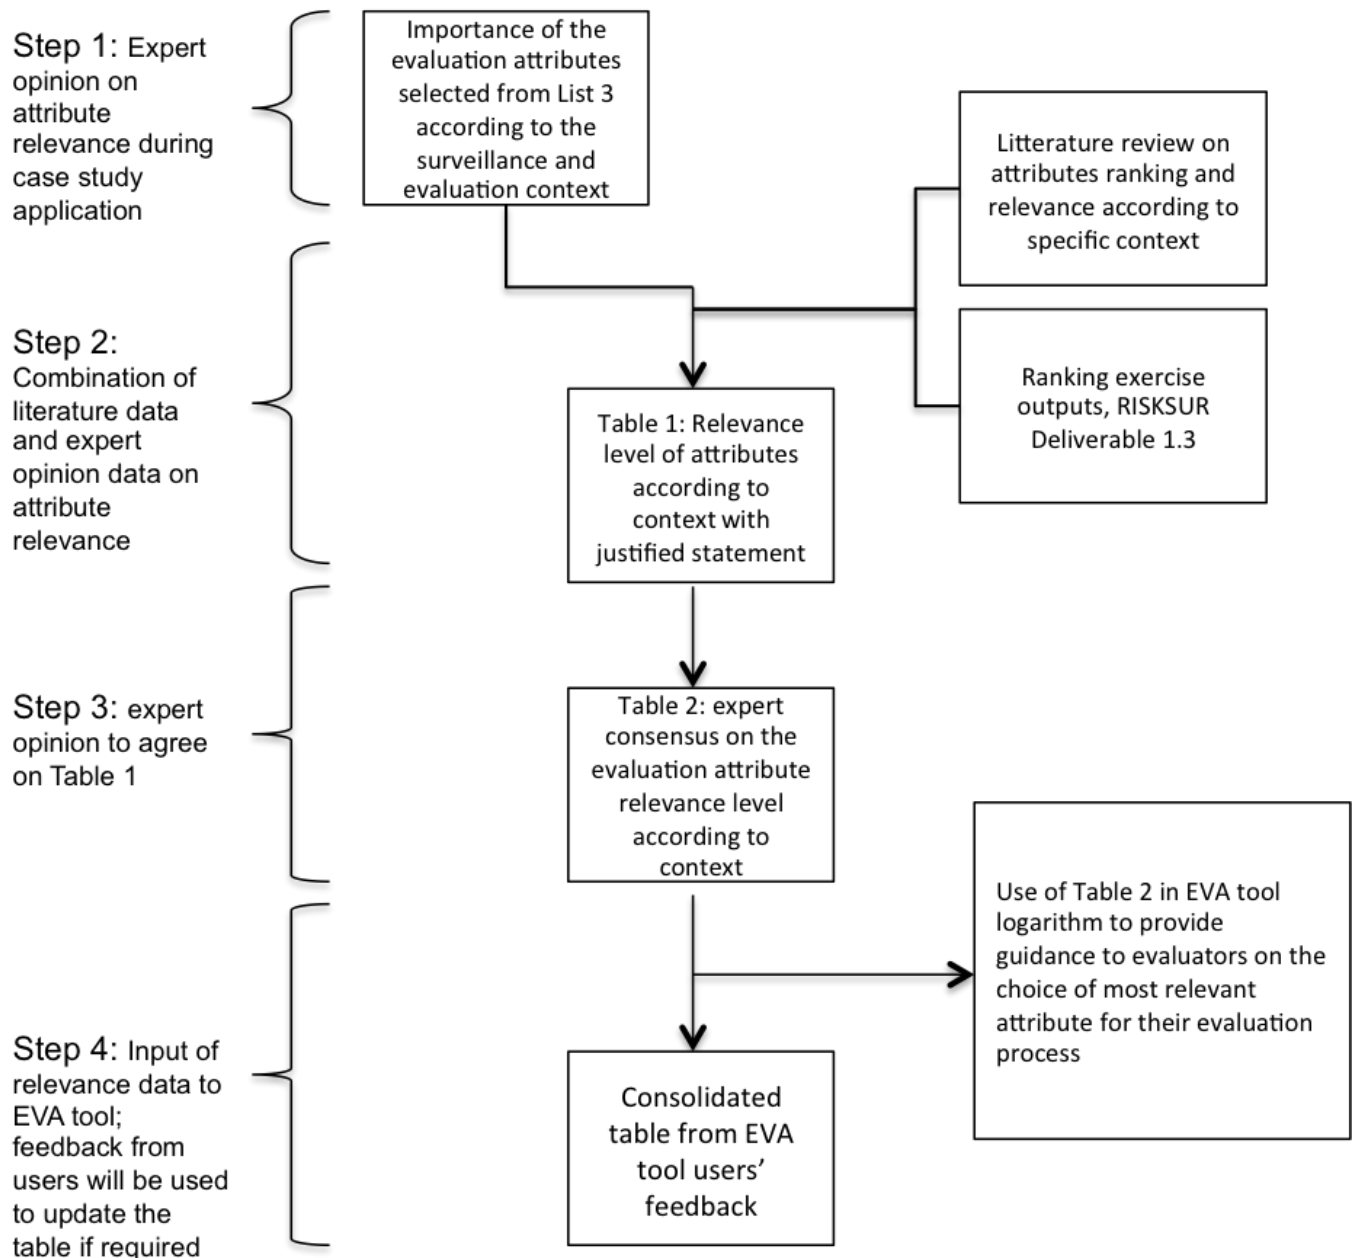 Step 1: Expert
opinion on
attribute
relevance during
case study
application
Importance of the
evaluation attributes
selected from List 3
according to the
surveillance and
evaluation context
Litterature review on
attributes ranking and
relevance according to
specific context
Step 2:
Combination of
literature data
and expert
opinion data on
attribute
relevance
Ranking exercise
outputs, RISKSUR
Deliverable 1.3
Table 1: Relevance
level of attributes
according to
context with
justified statement
Step 3: expert
opinion to agree
on Table 1
Table 2: expert
consensus on the
evaluation attribute
relevance level
according to
context
Use of Table 2 in EVA tool
logarithm to provide
guidance to evaluators on the
choice of most relevant
attribute for their evaluation
process
Step 4: Input of
relevance data to
EVA tool;
feedback from
users will be used
to update the
table if required
Consolidated
table from EVA
tool users’
feedback